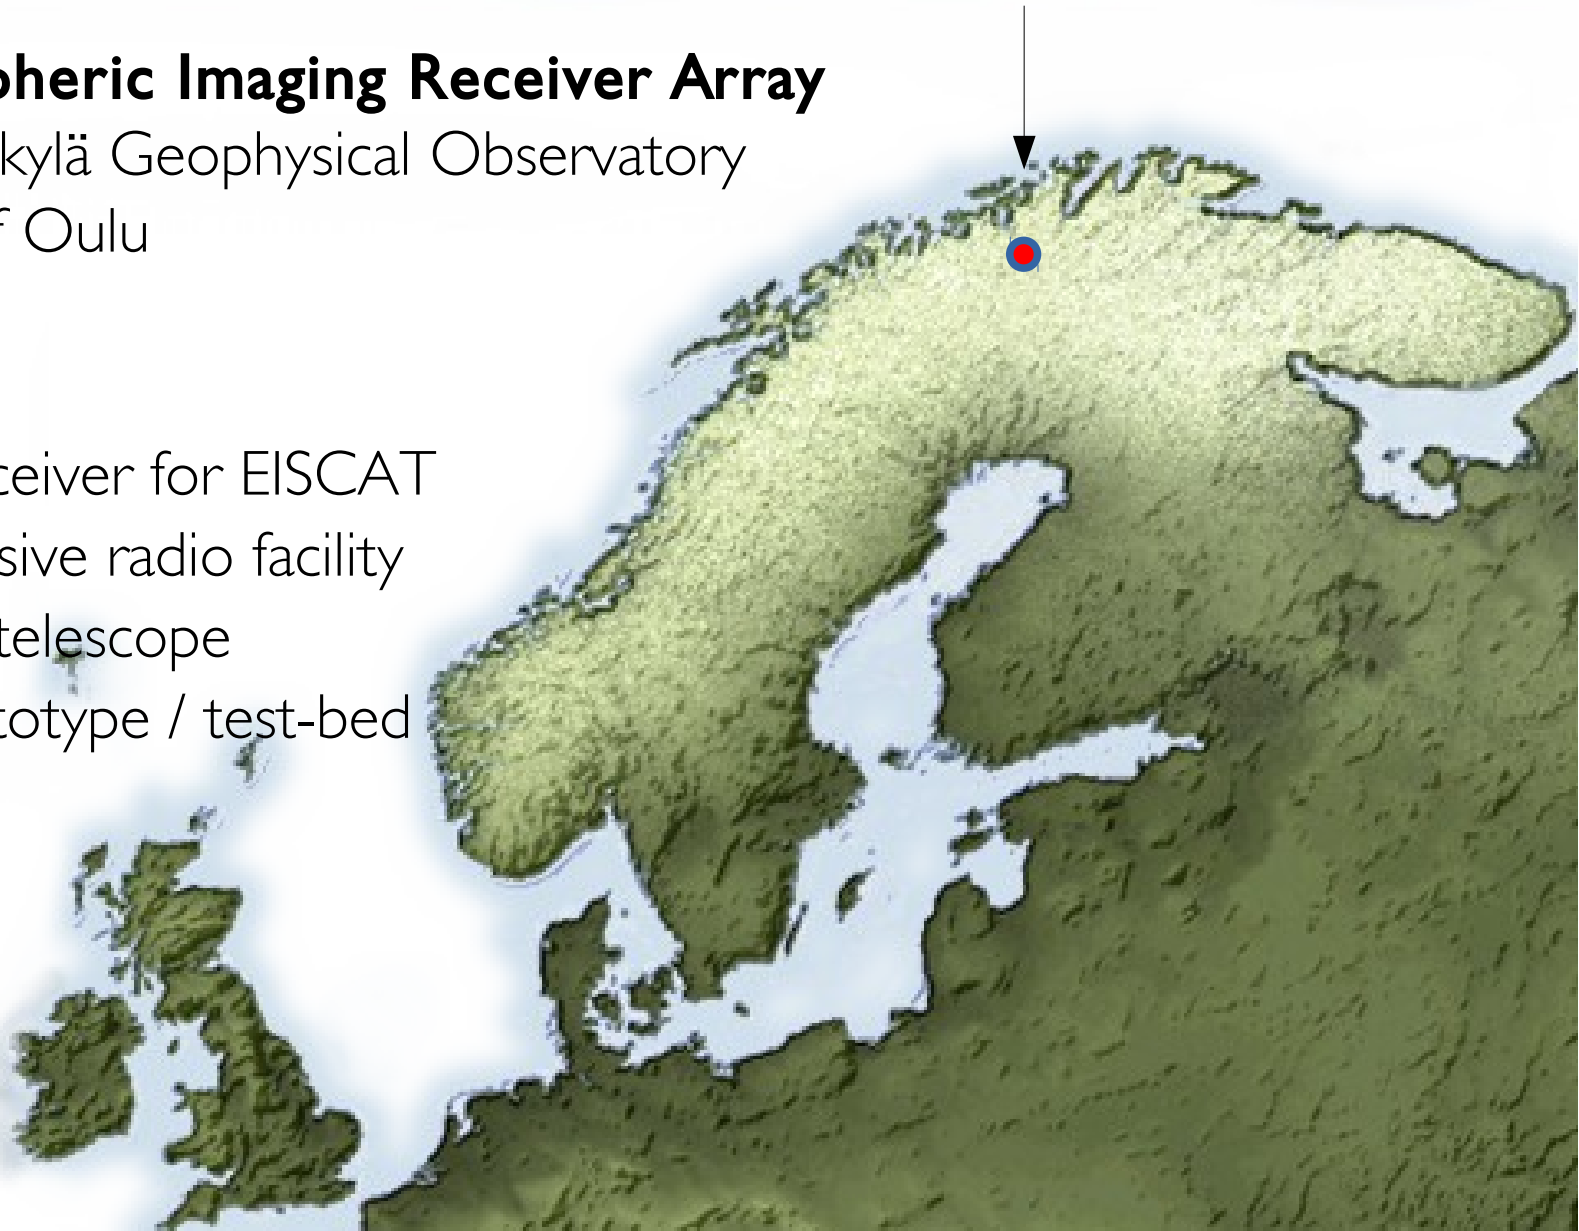 pheric Imaging Receiver Array
kylä Geophysical Observatory
f Oulu
ceiver for EISCAT
sive radio facility
telescope
totype / test-bed